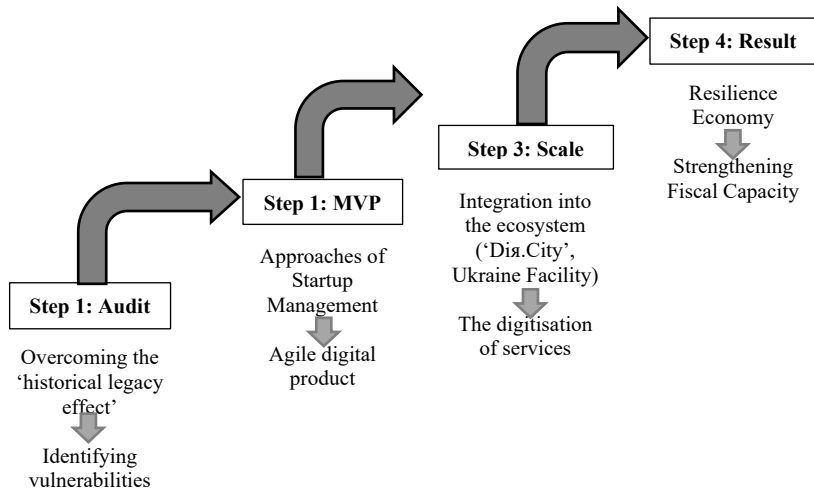 Step 1: Audit
Overcoming the
‘historical legacy
effect’
Identifying
vulnerabilities
Step 1: MVP
Approaches of
Startup
Management
Agile digital
product
Step 3: Scale
Integration into
the ecosystem
(‘Дія.City’,
Ukraine Facility)
The digitisation
of services
Step 4: Result
Resilience
Economy
Strengthening
Fiscal Capacity